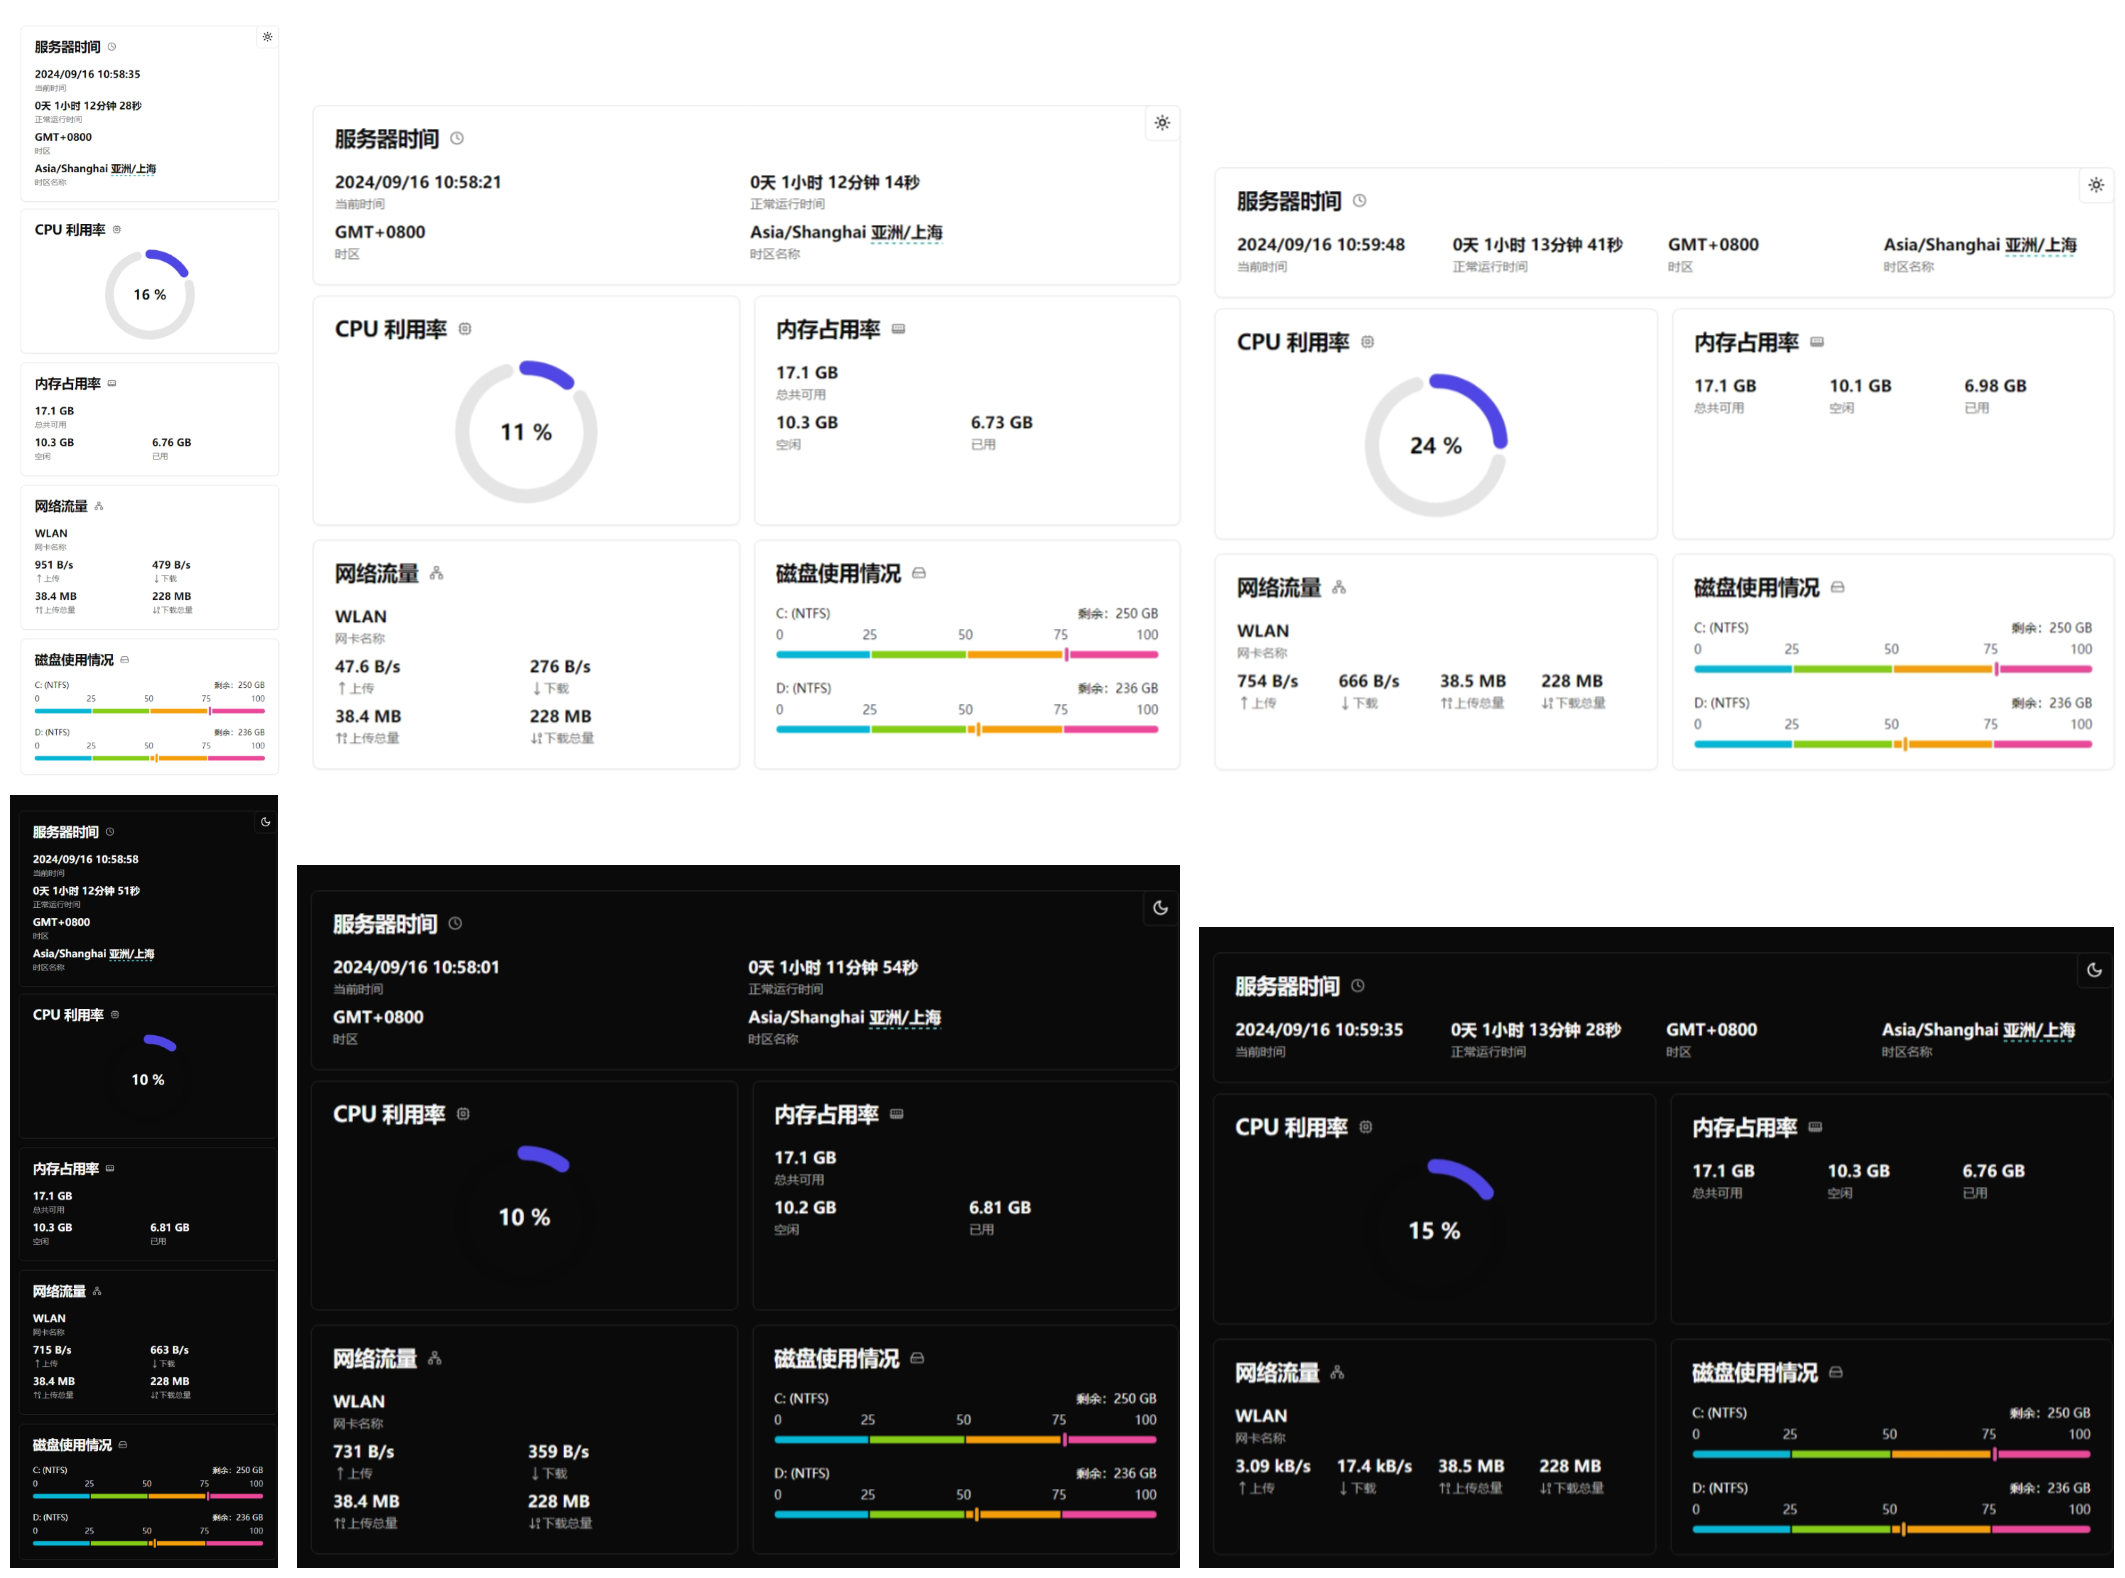 服务器时间
2024/09/16 10:58:35
当前时间
0天 1小时 12分钟 28秒
正常运行时间
GMT+0800
时区
Asia/Shanghai 亚洲/上海
时区名称
CPU 利用率
16 %
内存占用率
17.1 GB
总共可用
10.3 GB 6.76 GB
空闲 已用
网络流量
WLAN
网卡名称
951 B/s 479 B/s
↑上传 ↓下载
38.4 MB 228 MB
上传总量 下载总量
磁盘使用情况
C: (NTFS) 剩余：250 GB
0 25 50 75 100
D: (NTFS) 剩余：236 GB
0 25 50 75 100
服务器时间
2024/09/16 10:58:21 0天 1小时 12分钟 14秒
当前时间 正常运行时间
GMT+0800 Asia/Shanghai 亚洲/上海
时区 时区名称
CPU 利用率
11 %
内存占用率
17.1 GB
总共可用
10.3 GB 6.73 GB
空闲 已用
网络流量
WLAN
网卡名称
47.6 B/s 276 B/s
↑上传 ↓下载
38.4 MB 228 MB
上传总量 下载总量
磁盘使用情况
C: (NTFS) 剩余：250 GB
0 25 50 75 100
D: (NTFS) 剩余：236 GB
0 25 50 75 100
服务器时间
2024/09/16 10:59:48 0天 1小时 13分钟 41秒 GMT+0800 Asia/Shanghai 亚洲/上海
当前时间 正常运行时间 时区 时区名称
CPU 利用率
24 %
内存占用率
17.1 GB 10.1 GB 6.98 GB
总共可用 空闲 已用
网络流量
WLAN
网卡名称
754 B/s 666 B/s 38.5 MB 228 MB
↑上传 ↓下载 上传总量 下载总量
磁盘使用情况
C: (NTFS) 剩余：250 GB
0 25 50 75 100
D: (NTFS) 剩余：236 GB
0 25 50 75 100
服务器时间
2024/09/16 10:58:58
当前时间
0天 1小时 12分钟 51秒
正常运行时间
GMT+0800
时区
Asia/Shanghai 亚洲/上海
时区名称
CPU 利用率
10 %
内存占用率
17.1 GB
总共可用
10.3 GB 6.81 GB
空闲 已用
网络流量
WLAN
网卡名称
715 B/s 663 B/s
↑上传 ↓下载
38.4 MB 228 MB
上传总量 下载总量
磁盘使用情况
C: (NTFS) 剩余：250 GB
0 25 50 75 100
D: (NTFS) 剩余：236 GB
0 25 50 75 100
服务器时间
2024/09/16 10:58:01 0天 1小时 11分钟 54秒
当前时间 正常运行时间
GMT+0800 Asia/Shanghai 亚洲/上海
时区 时区名称
CPU 利用率
10 %
内存占用率
17.1 GB
总共可用
10.2 GB 6.81 GB
空闲 已用
网络流量
WLAN
网卡名称
731 B/s 359 B/s
↑上传 ↓下载
38.4 MB 228 MB
上传总量 下载总量
磁盘使用情况
C: (NTFS) 剩余：250 GB
0 25 50 75 100
D: (NTFS) 剩余：236 GB
0 25 50 75 100
服务器时间
2024/09/16 10:59:35 0天 1小时 13分钟 28秒 GMT+0800 Asia/Shanghai 亚洲/上海
当前时间 正常运行时间 时区 时区名称
CPU 利用率
15 %
内存占用率
17.1 GB 10.3 GB 6.76 GB
总共可用 空闲 已用
网络流量
WLAN
网卡名称
3.09 kB/s 17.4 kB/s 38.5 MB 228 MB
↑上传 ↓下载 上传总量 下载总量
磁盘使用情况
C: (NTFS) 剩余：250 GB
0 25 50 75 100
D: (NTFS) 剩余：236 GB
0 25 50 75 100